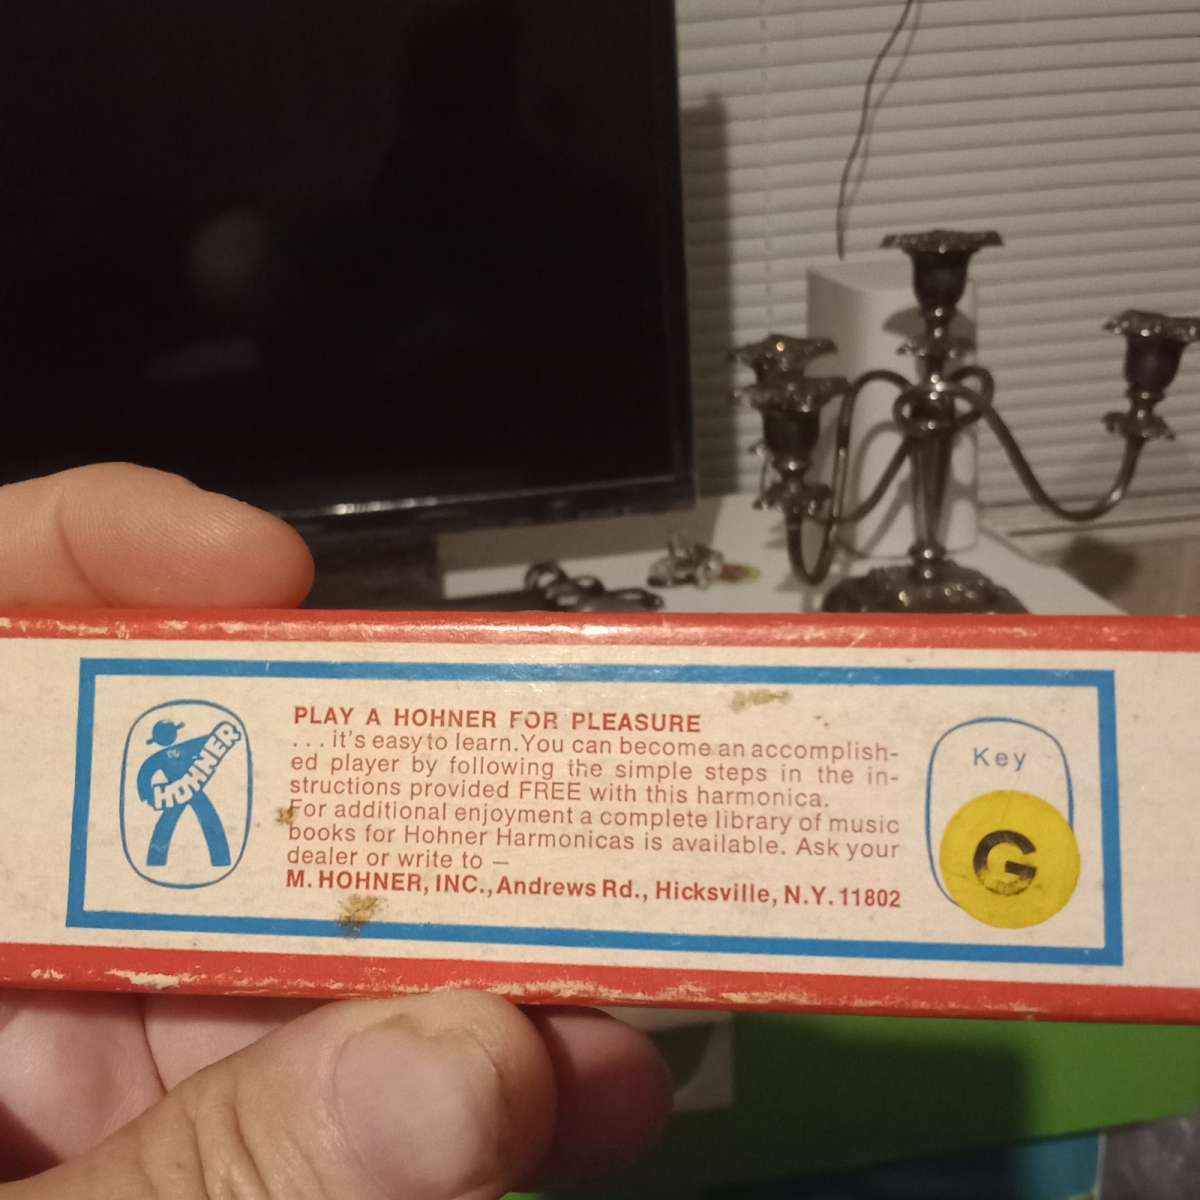 PLAY A HOHNER FOR PLEASURE
... it's easy to learn. You can become an accomplish-
ed player by following the simple steps in the in-
structions provided FREE with this harmonica.
For additional enjoyment a complete library of music
books for Hohner Harmonicas is available. Ask your
dealer or write to —
M. HOHNER, INC., Andrews Rd., Hicksville, N.Y. 11802
HOHNER
Key
G